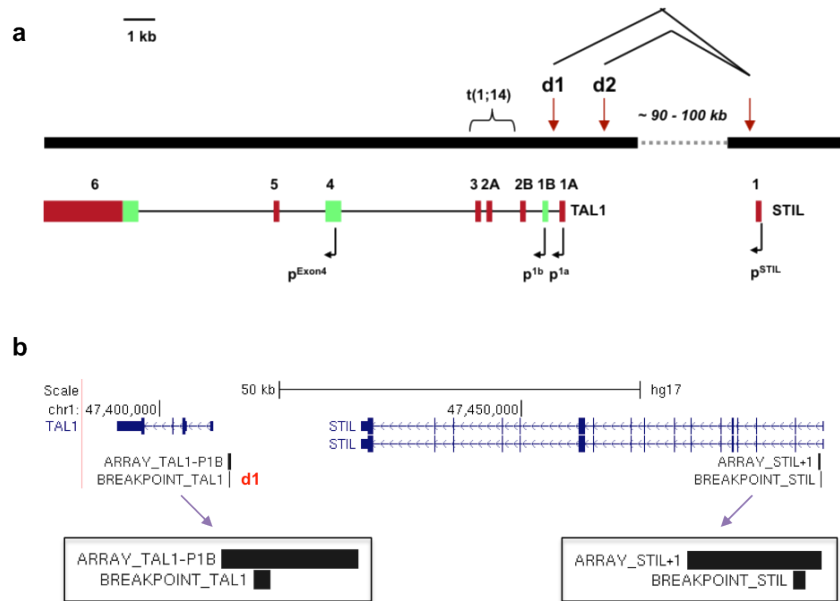 a
1 kb
d1 d2
t(1;14)
~ 90 - 100 kb
6 5 4 3 2A 2B 1B 1A 1
TAL1 STIL
pExon4 p1b p1a pSTIL
b
Scale 50 kb hg17
chr1: 47,400,000 47,450,000
TAL1 STIL
STIL
ARRAY_TAL1-P1B ARRAY_STIL+1
BREAKPOINT_TAL1 d1 BREAKPOINT_STIL
ARRAY_TAL1-P1B ARRAY_STIL+1
BREAKPOINT_TAL1 BREAKPOINT_STIL